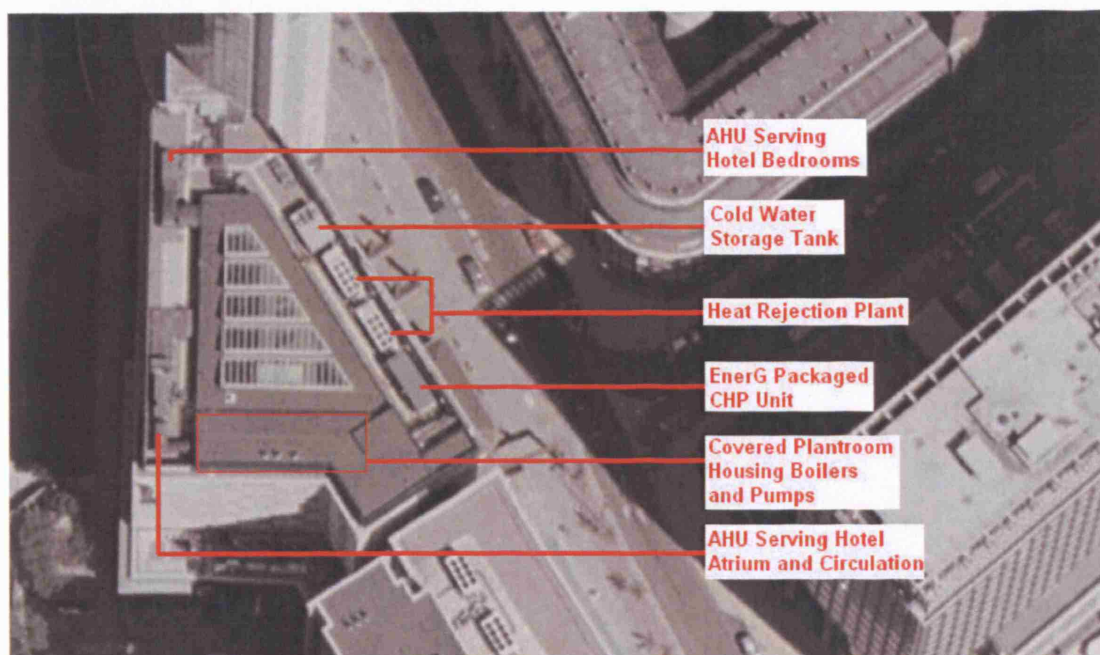 AHU Serving
Hotel Bedrooms
Cold Water
Storage Tank
Heat Rejection Plant
EnerG Packaged
CHP Unit
Covered Plantroom
Housing Boilers
and Pumps
AHU Serving Hotel
Atrium and Circulation